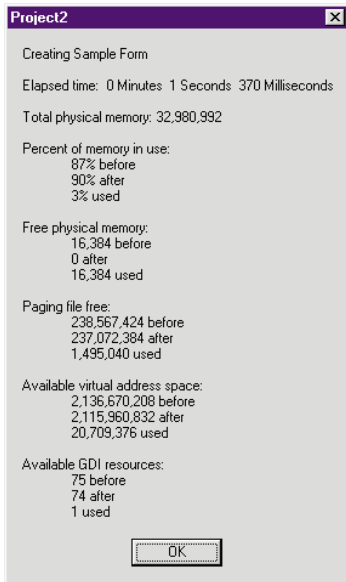 Project2
Creating Sample Form
Elapsed time: 0 Minutes 1 Seconds 370 Milliseconds
Total physical memory: 32,980,992
Percent of memory in use:
87% before
90% after
3% used
Free physical memory:
16,384 before
0 after
16,384 used
Paging file free:
238,567,424 before
237,072,384 after
1,495,040 used
Available virtual address space:
2,136,670,208 before
2,115,960,832 after
20,709,376 used
Available GDI resources:
75 before
74 after
1 used
OK